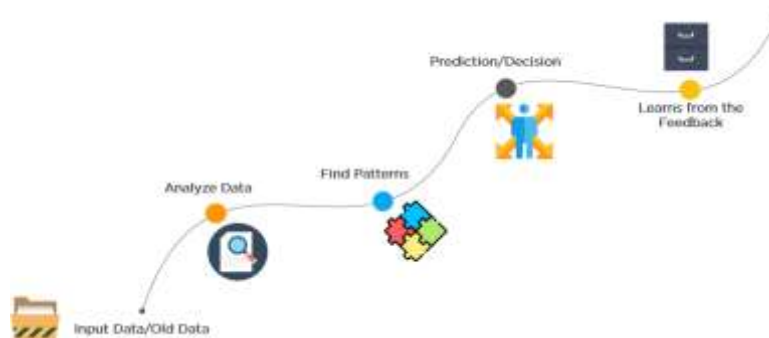 Prediction/Decision
Learns from the
Feedback
Find Patterns
Analyze Data
Input Data/Old Data